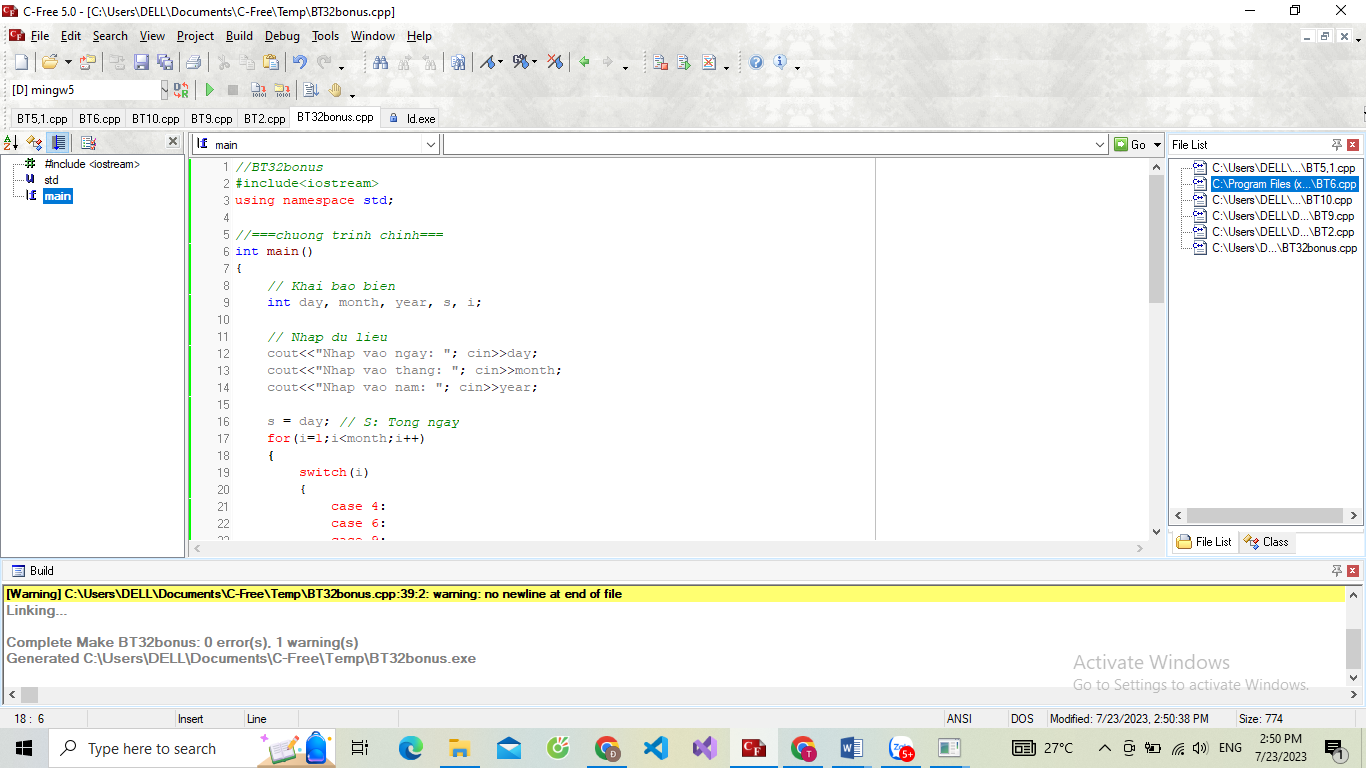 C-Free 5.0 - [C:\Users\DELL\Documents\C-Free\Temp\BT32bonus.cpp]
File Edit Search View Project Build Debug Tools Window Help
[D] mingw5
BT5,1.cpp BT6.cpp BT10.cpp BT9.cpp BT2.cpp BT32bonus.cpp ld.exe
main
Go
File List
#include <iostream>
std
main
1 //BT32bonus
2 #include<iostream>
3 using namespace std;
4
5 //===chuong trinh chinh===
6 int main()
7 {
8 // Khai bao bien
9 int day, month, year, s, i;
10
11 // Nhap du lieu
12 cout<<"Nhap vao ngay: "; cin>>day;
13 cout<<"Nhap vao thang: "; cin>>month;
14 cout<<"Nhap vao nam: "; cin>>year;
15
16 s = day; // S: Tong ngay
17 for(i=1;i<month;i++)
18 {
19 switch(i)
20 {
21 case 4:
22 case 6:
C:\Users\DELL\...\BT5,1.cpp
C:\Program Files (x...\BT6.cpp
C:\Users\DELL\...\BT10.cpp
C:\Users\DELL\D...\BT9.cpp
C:\Users\DELL\D...\BT2.cpp
C:\Users\D...\BT32bonus.cpp
File List Class
Build
[Warning] C:\Users\DELL\Documents\C-Free\Temp\BT32bonus.cpp:39:2: warning: no newline at end of file
Linking...
Complete Make BT32bonus: 0 error(s), 1 warning(s)
Generated C:\Users\DELL\Documents\C-Free\Temp\BT32bonus.exe
Activate Windows
Go to Settings to activate Windows.
18 : 6 Insert Line ANSI DOS Modified: 7/23/2023, 2:50:38 PM Size: 774
Type here to search
27°C
ENG
2:50 PM
7/23/2023